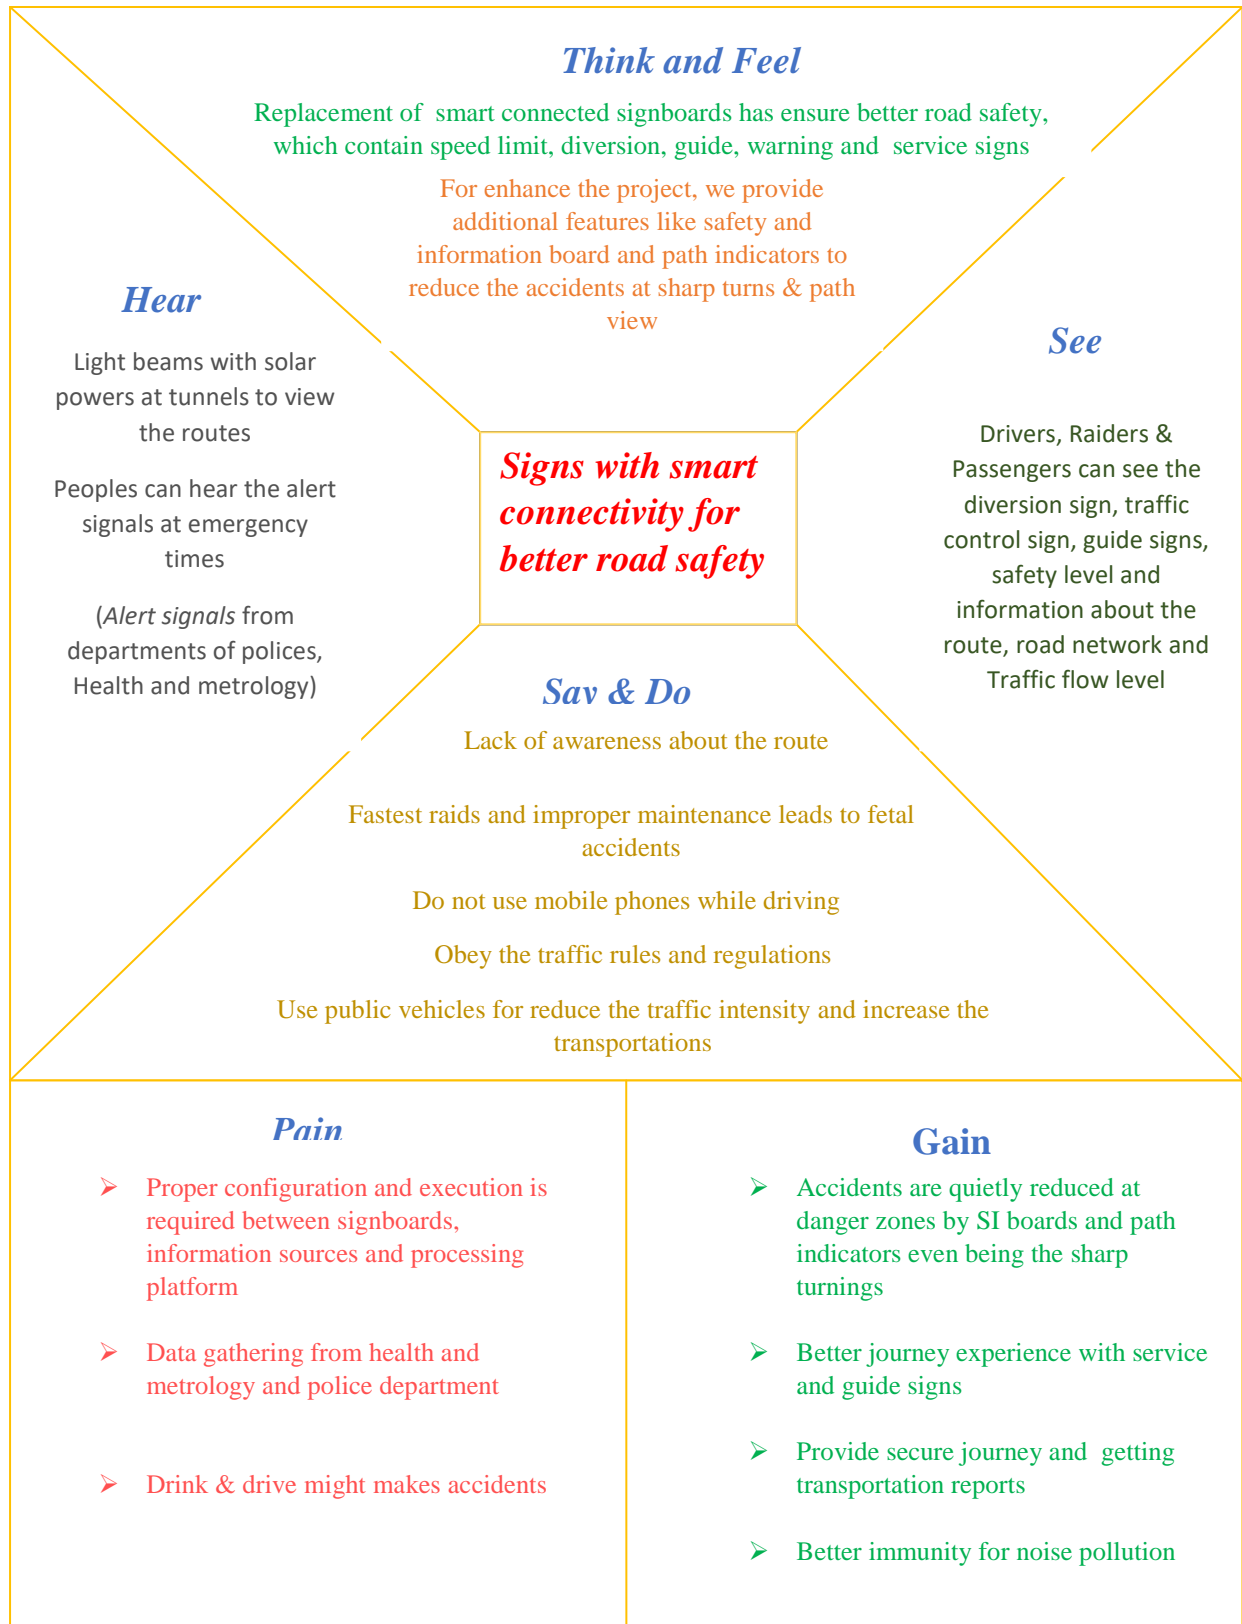 Think and Feel
Replacement of  smart connected signboards has ensure better road safety,
which contain speed limit, diversion, guide, warning and  service signs
For enhance the project, we provide
additional features like safety and
information board and path indicators to
reduce the accidents at sharp turns & path
view
Hear
Light beams with solar
powers at tunnels to view
the routes
Peoples can hear the alert
signals at emergency
times
(Alert signals from
departments of polices,
Health and metrology)
See
Drivers, Raiders &
Passengers can see the
diversion sign, traffic
control sign, guide signs,
safety level and
information about the
route, road network and
Traffic flow level
Signs with smart
connectivity for
better road safety
Say & Do
Lack of awareness about the route
Fastest raids and improper maintenance leads to fetal
accidents
Do not use mobile phones while driving
Obey the traffic rules and regulations
Use public vehicles for reduce the traffic intensity and increase the
transportations
Pain
➢ Proper configuration and execution is
required between signboards,
information sources and processing
platform
➢ Data gathering from health and
metrology and police department
➢ Drink & drive might makes accidents
Gain
➢ Accidents are quietly reduced at
danger zones by SI boards and path
indicators even being the sharp
turnings
➢ Better journey experience with service
and guide signs
➢ Provide secure journey and  getting
transportation reports
➢ Better immunity for noise pollution